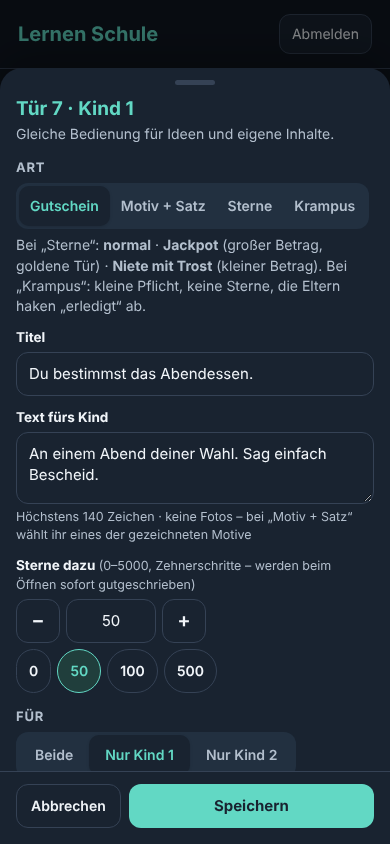 Lernen Schule
Abmelden
Tür 7 · Kind 1
Gleiche Bedienung für Ideen und eigene Inhalte.
ART
Gutschein
Motiv + Satz
Sterne
Krampus
Bei „Sterne“: normal · Jackpot (großer Betrag,
goldene Tür) · Niete mit Trost (kleiner Betrag). Bei
„Krampus“: kleine Pflicht, keine Sterne, die Eltern
haken „erledigt“ ab.
Titel
Du bestimmst das Abendessen.
Text fürs Kind
An einem Abend deiner Wahl. Sag einfach
Bescheid.
Höchstens 140 Zeichen · keine Fotos – bei „Motiv + Satz“
wählt ihr eines der gezeichneten Motive
Sterne dazu (0–5000, Zehnerschritte – werden beim
Öffnen sofort gutgeschrieben)
− 50 +
0 50 100 500
FÜR
Beide
Nur Kind 1
Nur Kind 2
Abbrechen
Speichern